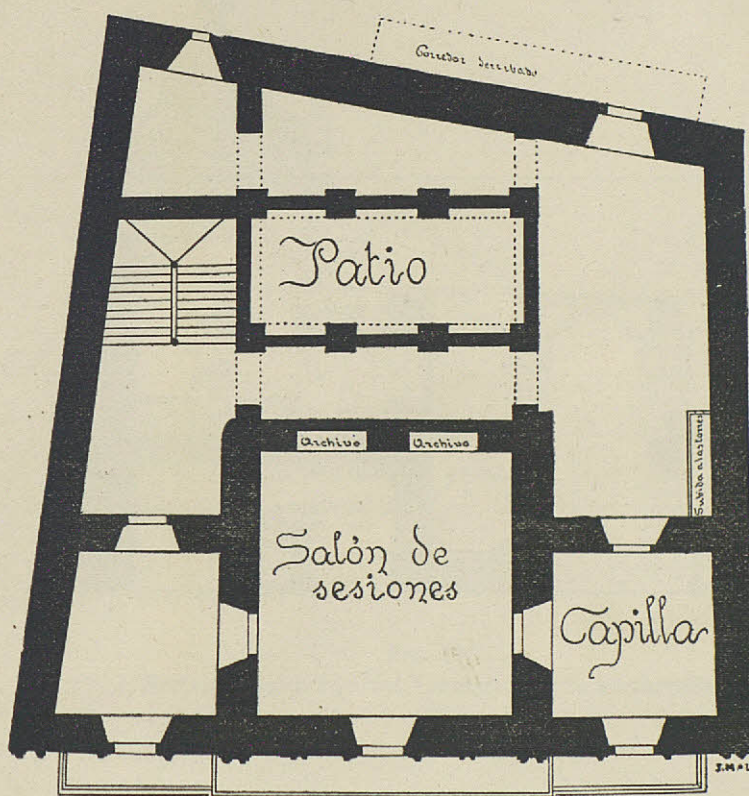 Corredor derribado
Patio
Archivo
Archivo
Subida a las torres
Salón de
sesiones
Capilla